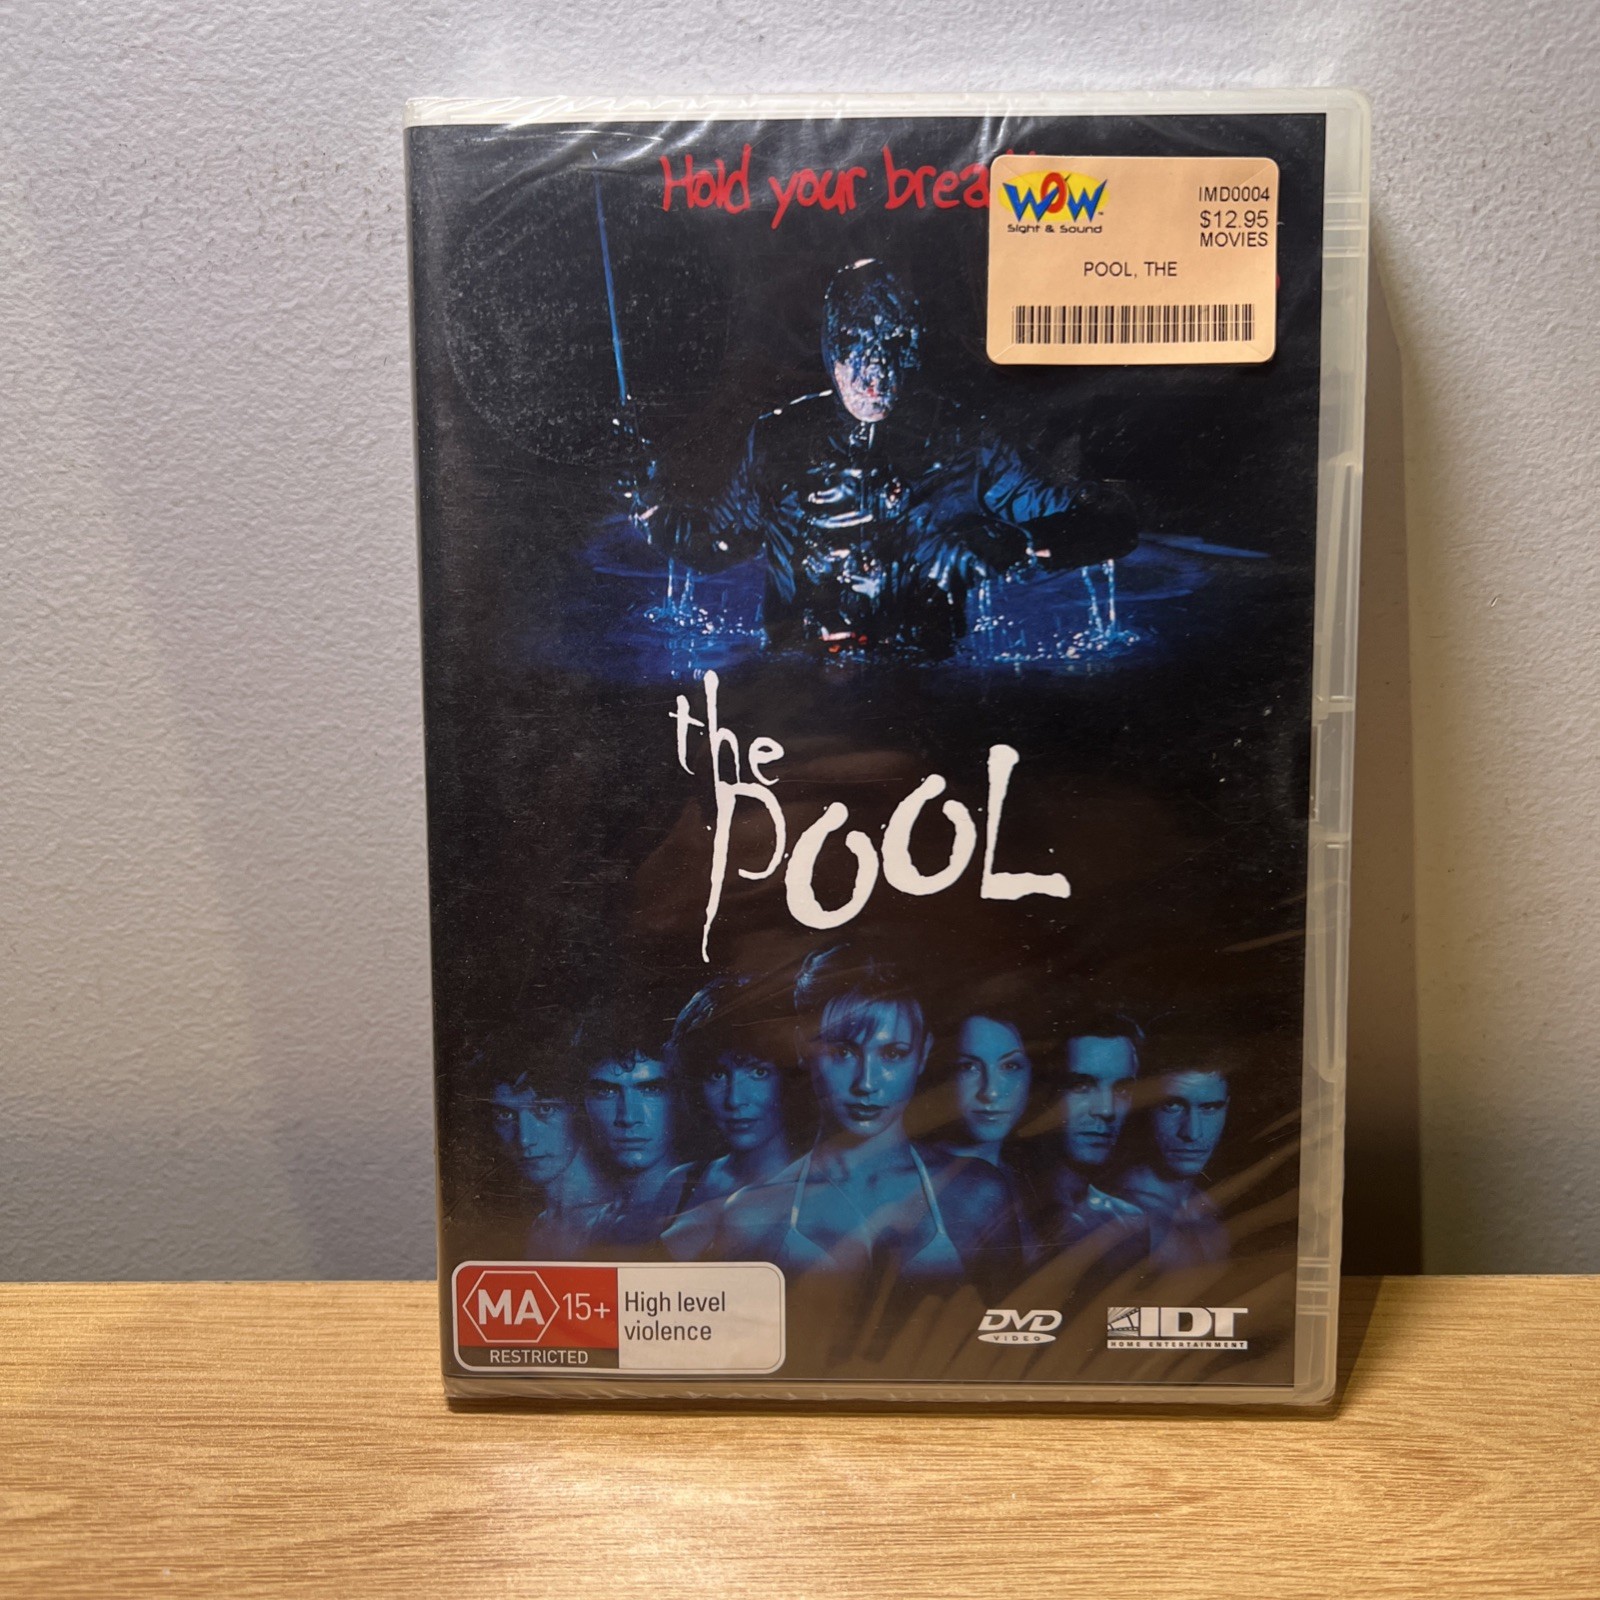 Hold your
WOW
Sight & Sound
IMD0004
$12.95
MOVIES
POOL, THE
the
POOL
MA 15+
RESTRICTED
High level
violence
DVD
VIDEO
IDT
HOME ENTERTAINMENT